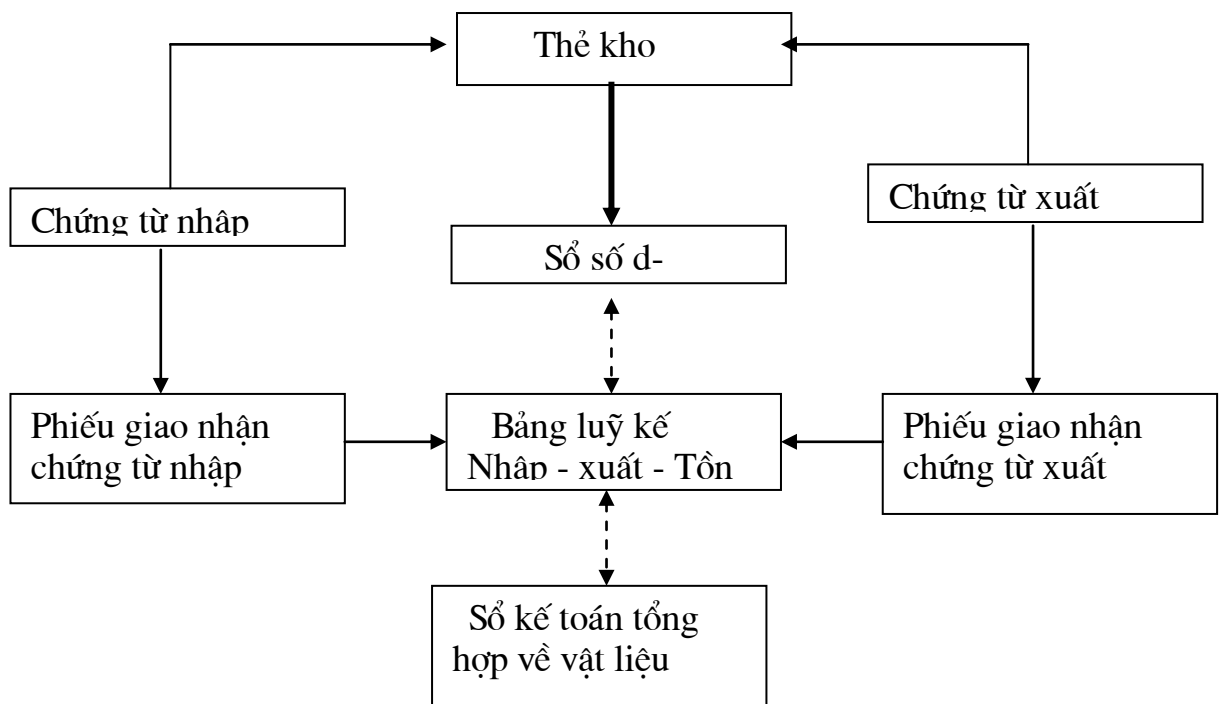 Thẻ kho
Chứng từ nhập
Chứng từ xuất
Sổ số d-
Phiếu giao nhận
chứng từ nhập
Bảng luỹ kế
Nhập - xuất - Tồn
Phiếu giao nhận
chứng từ xuất
Sổ kế toán tổng
hợp về vật liệu